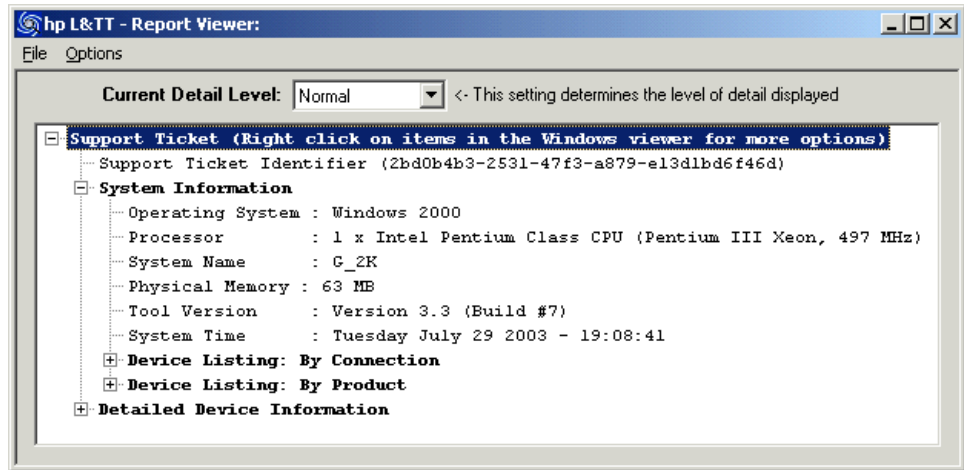 hp L&TT - Report Viewer:
File Options
Current Detail Level: Normal <- This setting determines the level of detail displayed
Support Ticket (Right click on items in the Windows viewer for more options)
Support Ticket Identifier (2bd0b4b3-2531-47f3-a879-e13d1bd6f46d)
System Information
Operating System : Windows 2000
Processor : 1 x Intel Pentium Class CPU (Pentium III Xeon, 497 MHz)
System Name : G_2K
Physical Memory : 63 MB
Tool Version : Version 3.3 (Build #7)
System Time : Tuesday July 29 2003 - 19:08:41
Device Listing: By Connection
Device Listing: By Product
Detailed Device Information